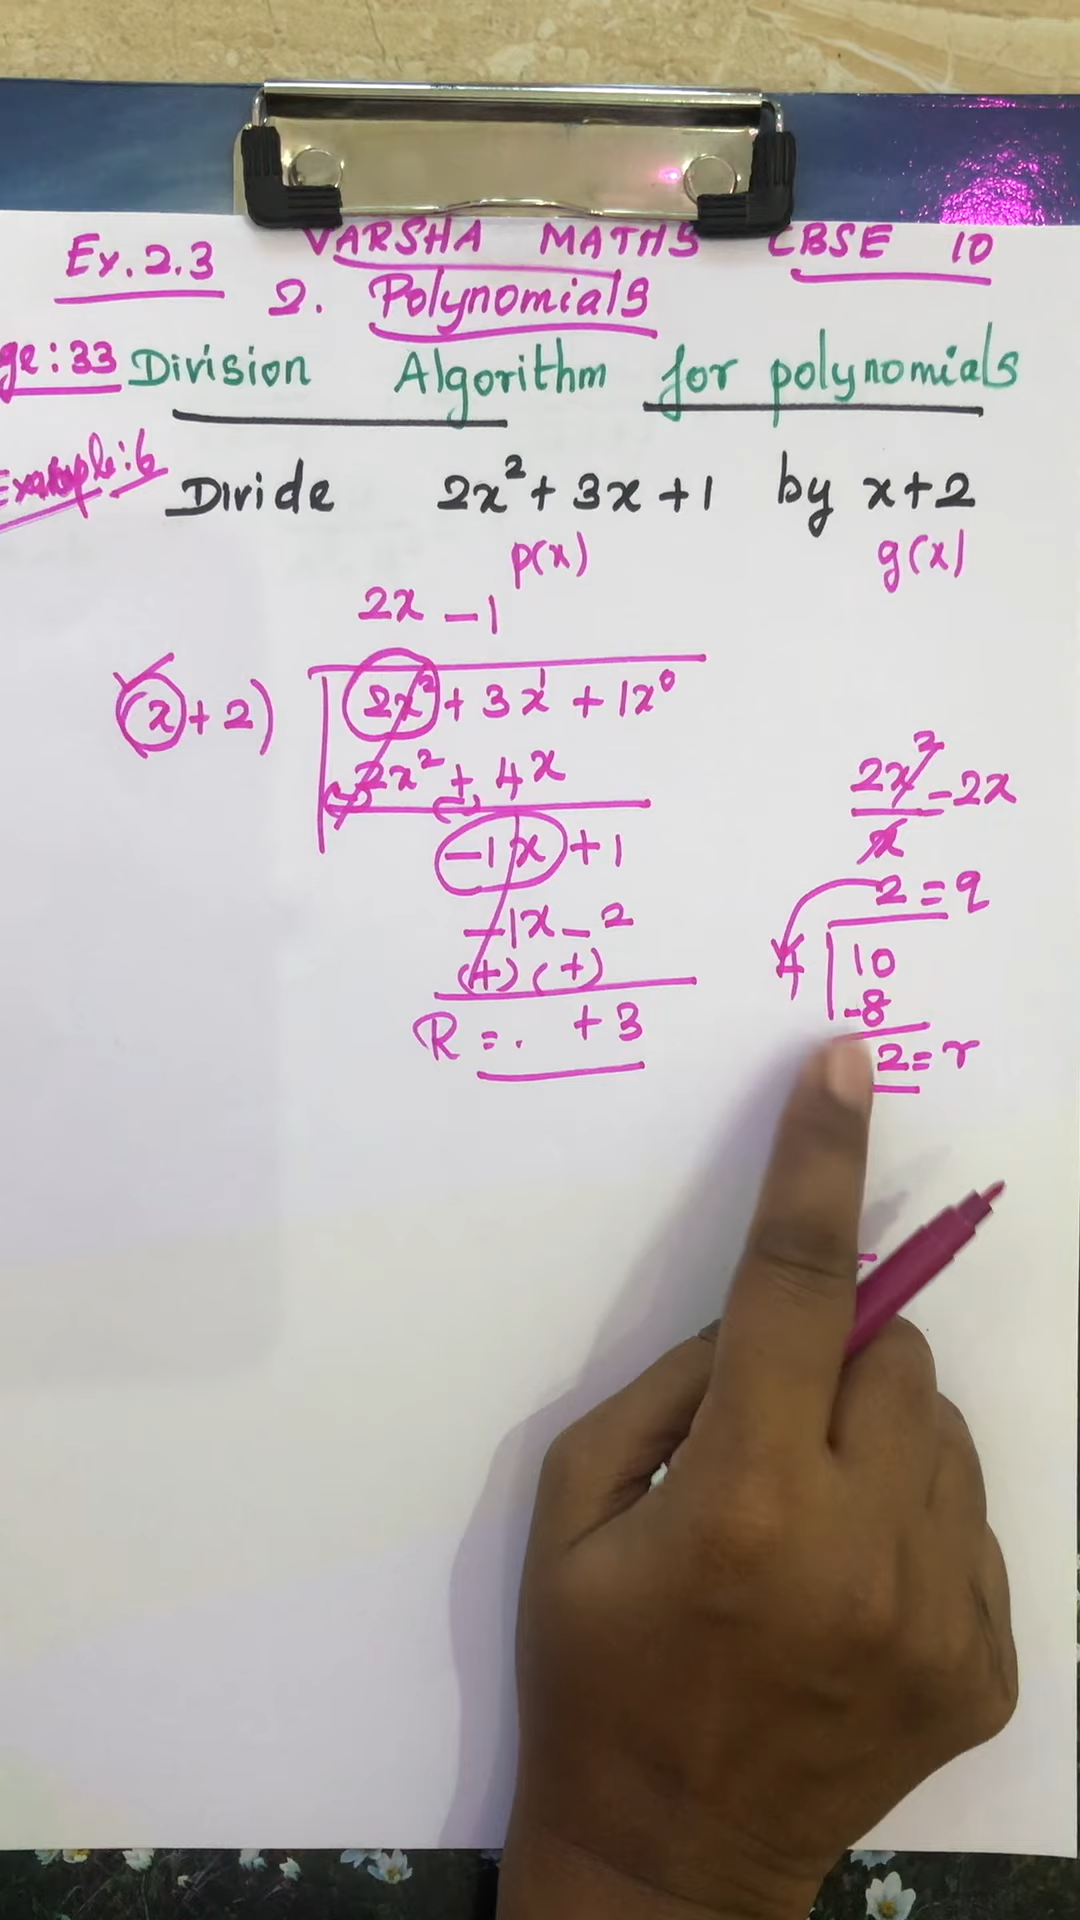 Ex.2.3 VARSHA MATHS CBSE 10
2. Polynomials
ge:33 Division Algorithm for polynomials
Example:6 Divide 2x² + 3x + 1 by x+2
p(x) g(x)
2x - 1
x + 2) 2x² + 3x¹ + 1x⁰
2x² + 4x
(-) (-)
-1x + 1
-1x - 2
(+) (+)
R = . + 3
2x² - 2x
x
2 = q
4 10
-8
2 = r